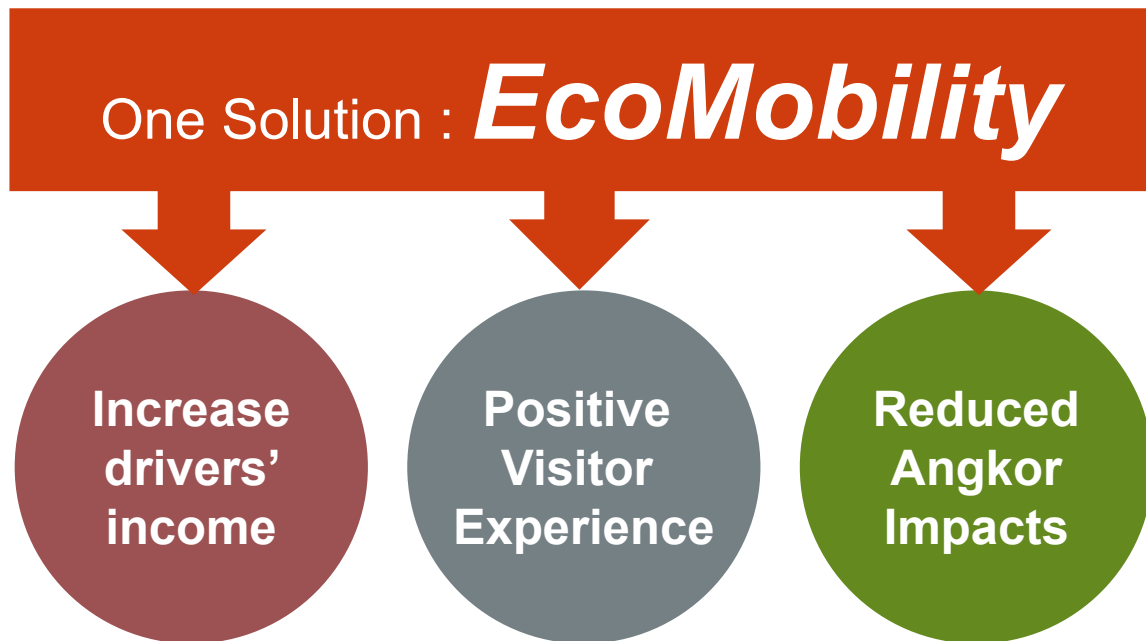 One Solution : EcoMobility
Increase
drivers’
income
Positive
Visitor
Experience
Reduced
Angkor
Impacts